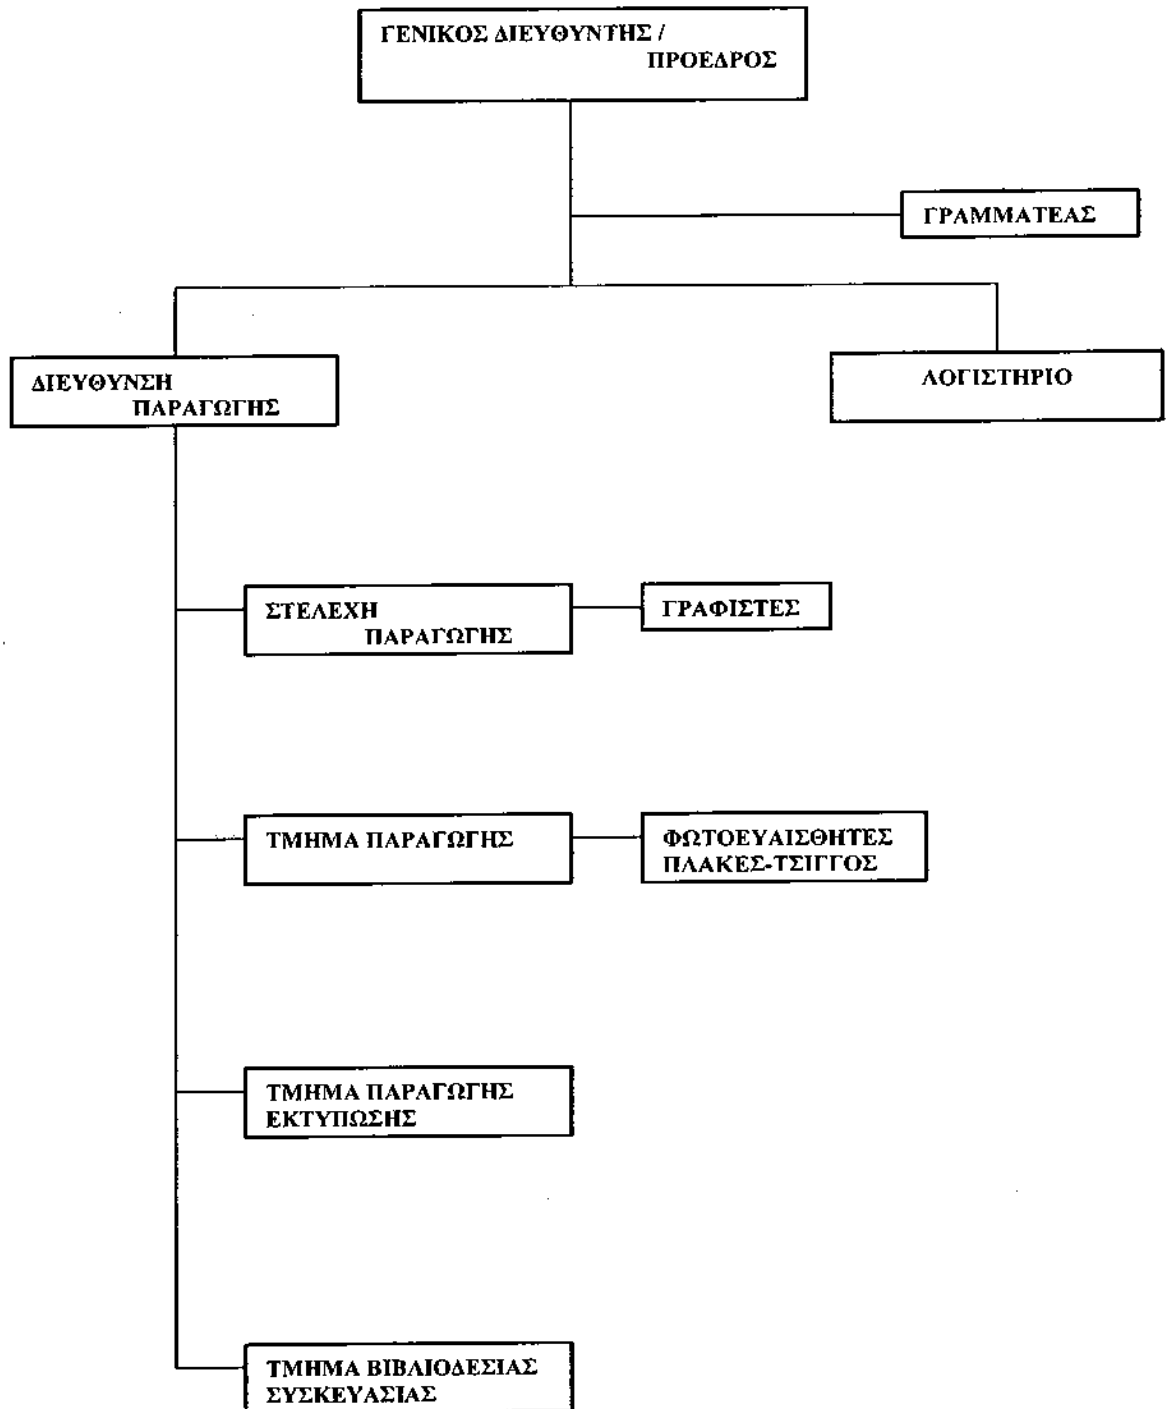 ΓΕΝΙΚΟΣ ΔΙΕΥΘΥΝΤΗΣ /
ΠΡΟΕΔΡΟΣ
ΓΡΑΜΜΑΤΕΑΣ
ΔΙΕΥΘΥΝΣΗ
ΠΑΡΑΓΩΓΗΣ
ΛΟΓΙΣΤΗΡΙΟ
ΣΤΕΛΕΧΗ
ΠΑΡΑΓΩΓΗΣ
ΓΡΑΦΙΣΤΕΣ
ΤΜΗΜΑ ΠΑΡΑΓΩΓΗΣ
ΦΩΤΟΕΥΑΙΣΘΗΤΕΣ
ΠΛΑΚΕΣ-ΤΣΙΓΓΟΣ
ΤΜΗΜΑ ΠΑΡΑΓΩΓΗΣ
ΕΚΤΥΠΩΣΗΣ
ΤΜΗΜΑ ΒΙΒΛΙΟΔΕΣΙΑΣ
ΣΥΣΚΕΥΑΣΙΑΣ